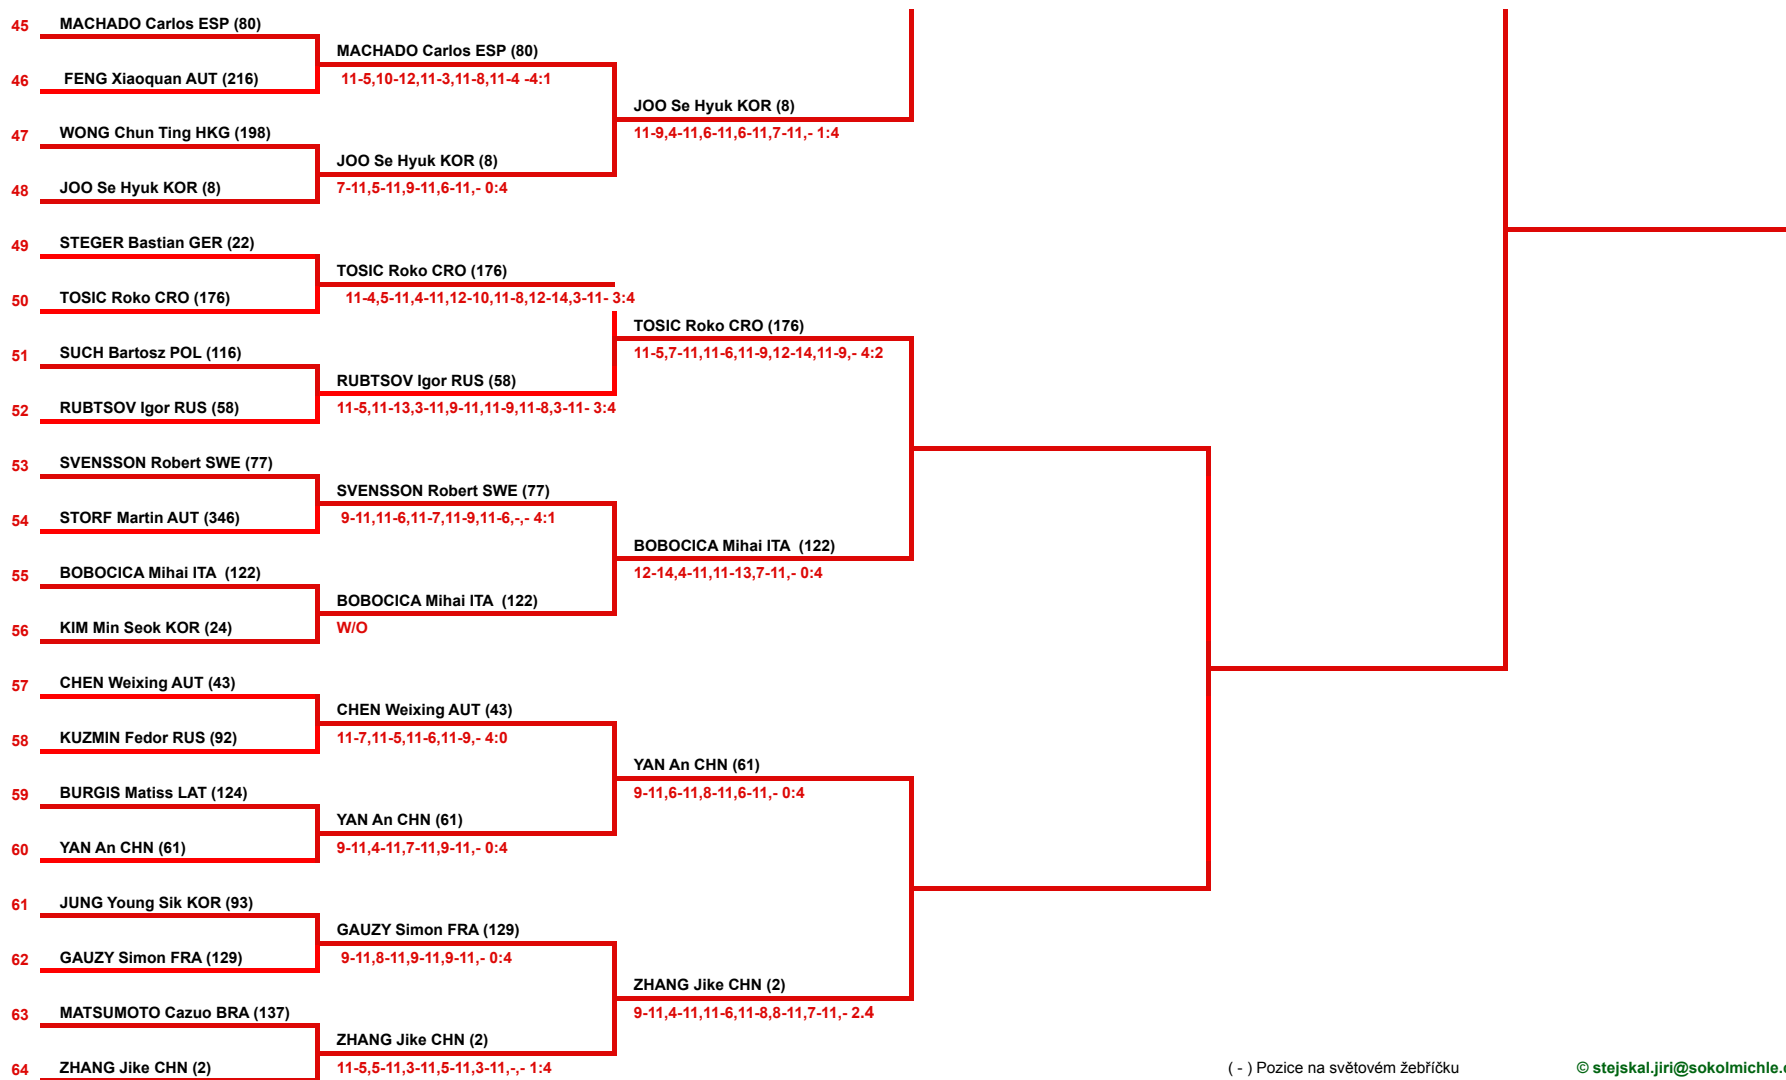 45 MACHADO Carlos ESP (80)
MACHADO Carlos ESP (80)
46 FENG Xiaoquan AUT (216)
11-5,10-12,11-3,11-8,11-4 -4:1
JOO Se Hyuk KOR (8)
47 WONG Chun Ting HKG (198)
11-9,4-11,6-11,6-11,7-11,- 1:4
JOO Se Hyuk KOR (8)
48 JOO Se Hyuk KOR (8)
7-11,5-11,9-11,6-11,- 0:4
49 STEGER Bastian GER (22)
TOSIC Roko CRO (176)
50 TOSIC Roko CRO (176)
11-4,5-11,4-11,12-10,11-8,12-14,3-11- 3:4
TOSIC Roko CRO (176)
51 SUCH Bartosz POL (116)
11-5,7-11,11-6,11-9,12-14,11-9,- 4:2
RUBTSOV Igor RUS (58)
52 RUBTSOV Igor RUS (58)
11-5,11-13,3-11,9-11,11-9,11-8,3-11- 3:4
53 SVENSSON Robert SWE (77)
SVENSSON Robert SWE (77)
54 STORF Martin AUT (346)
9-11,11-6,11-7,11-9,11-6,-,- 4:1
BOBOCICA Mihai ITA (122)
55 BOBOCICA Mihai ITA (122)
12-14,4-11,11-13,7-11,- 0:4
BOBOCICA Mihai ITA (122)
56 KIM Min Seok KOR (24)
W/O
57 CHEN Weixing AUT (43)
CHEN Weixing AUT (43)
58 KUZMIN Fedor RUS (92)
11-7,11-5,11-6,11-9,- 4:0
YAN An CHN (61)
59 BURGIS Matiss LAT (124)
9-11,6-11,8-11,6-11,- 0:4
YAN An CHN (61)
60 YAN An CHN (61)
9-11,4-11,7-11,9-11,- 0:4
61 JUNG Young Sik KOR (93)
GAUZY Simon FRA (129)
62 GAUZY Simon FRA (129)
9-11,8-11,9-11,9-11,- 0:4
ZHANG Jike CHN (2)
63 MATSUMOTO Cazuo BRA (137)
9-11,4-11,11-6,11-8,8-11,7-11,- 2.4
ZHANG Jike CHN (2)
64 ZHANG Jike CHN (2)
11-5,5-11,3-11,5-11,3-11,-,- 1:4
( - ) Pozice na světovém žebříčku
© stejskal.jiri@sokolmichle.